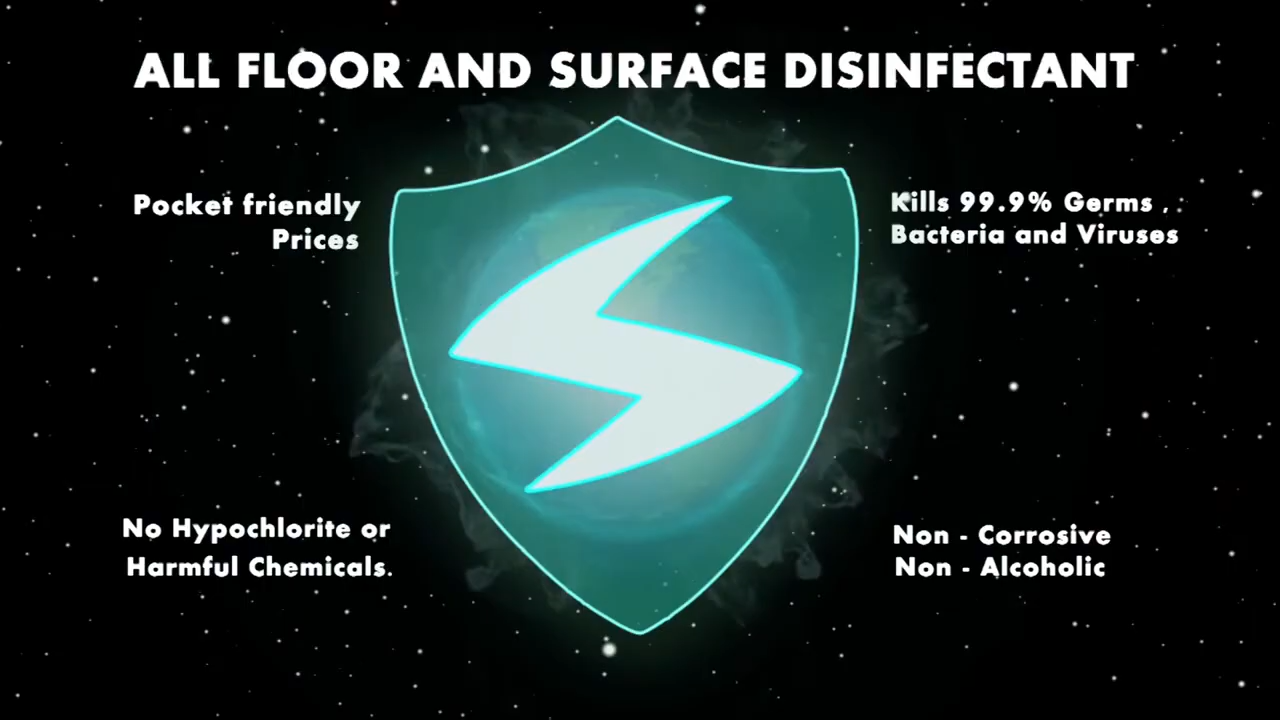 ALL FLOOR AND SURFACE DISINFECTANT
Pocket friendly
Prices
Kills 99.9% Germs ,
Bacteria and Viruses
No Hypochlorite or
Harmful Chemicals.
Non - Corrosive
Non - Alcoholic